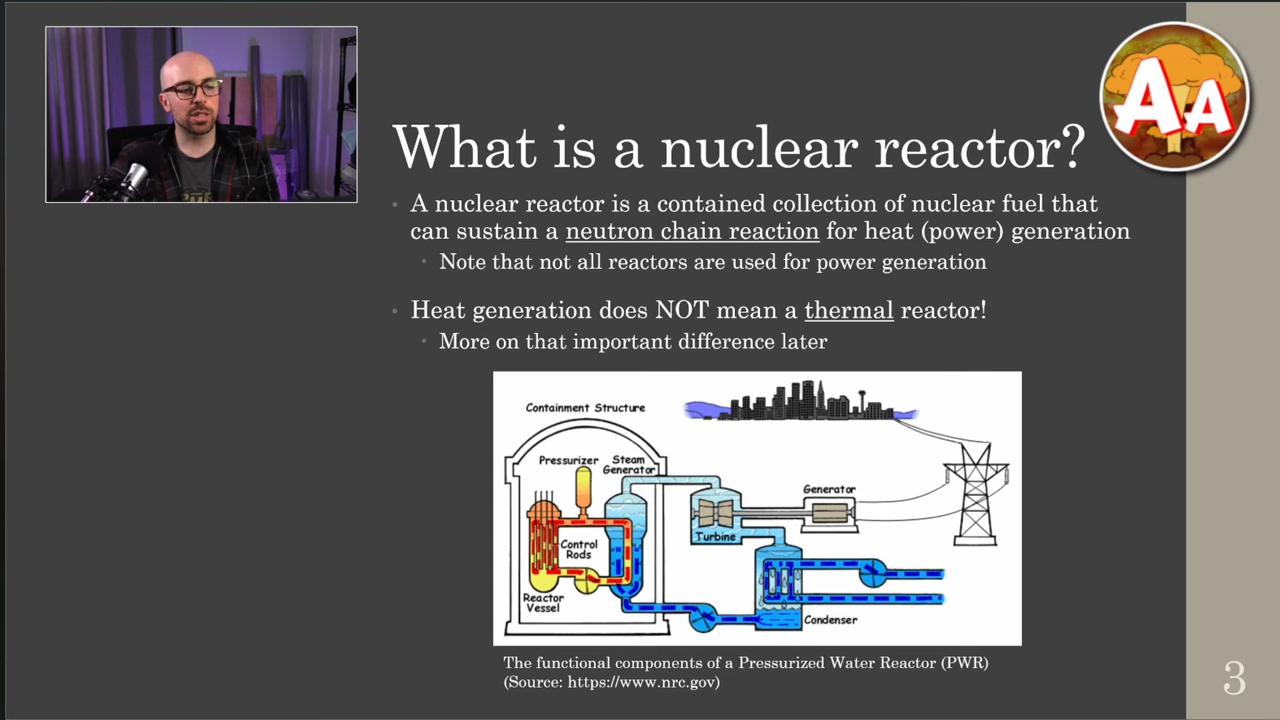 AA
What is a nuclear reactor?
• A nuclear reactor is a contained collection of nuclear fuel that
can sustain a neutron chain reaction for heat (power) generation
• Note that not all reactors are used for power generation
• Heat generation does NOT mean a thermal reactor!
• More on that important difference later
Containment Structure
Pressurizer
Steam
Generator
Generator
Turbine
Control
Rods
Reactor
Vessel
Condenser
The functional components of a Pressurized Water Reactor (PWR)
(Source: https://www.nrc.gov)
3